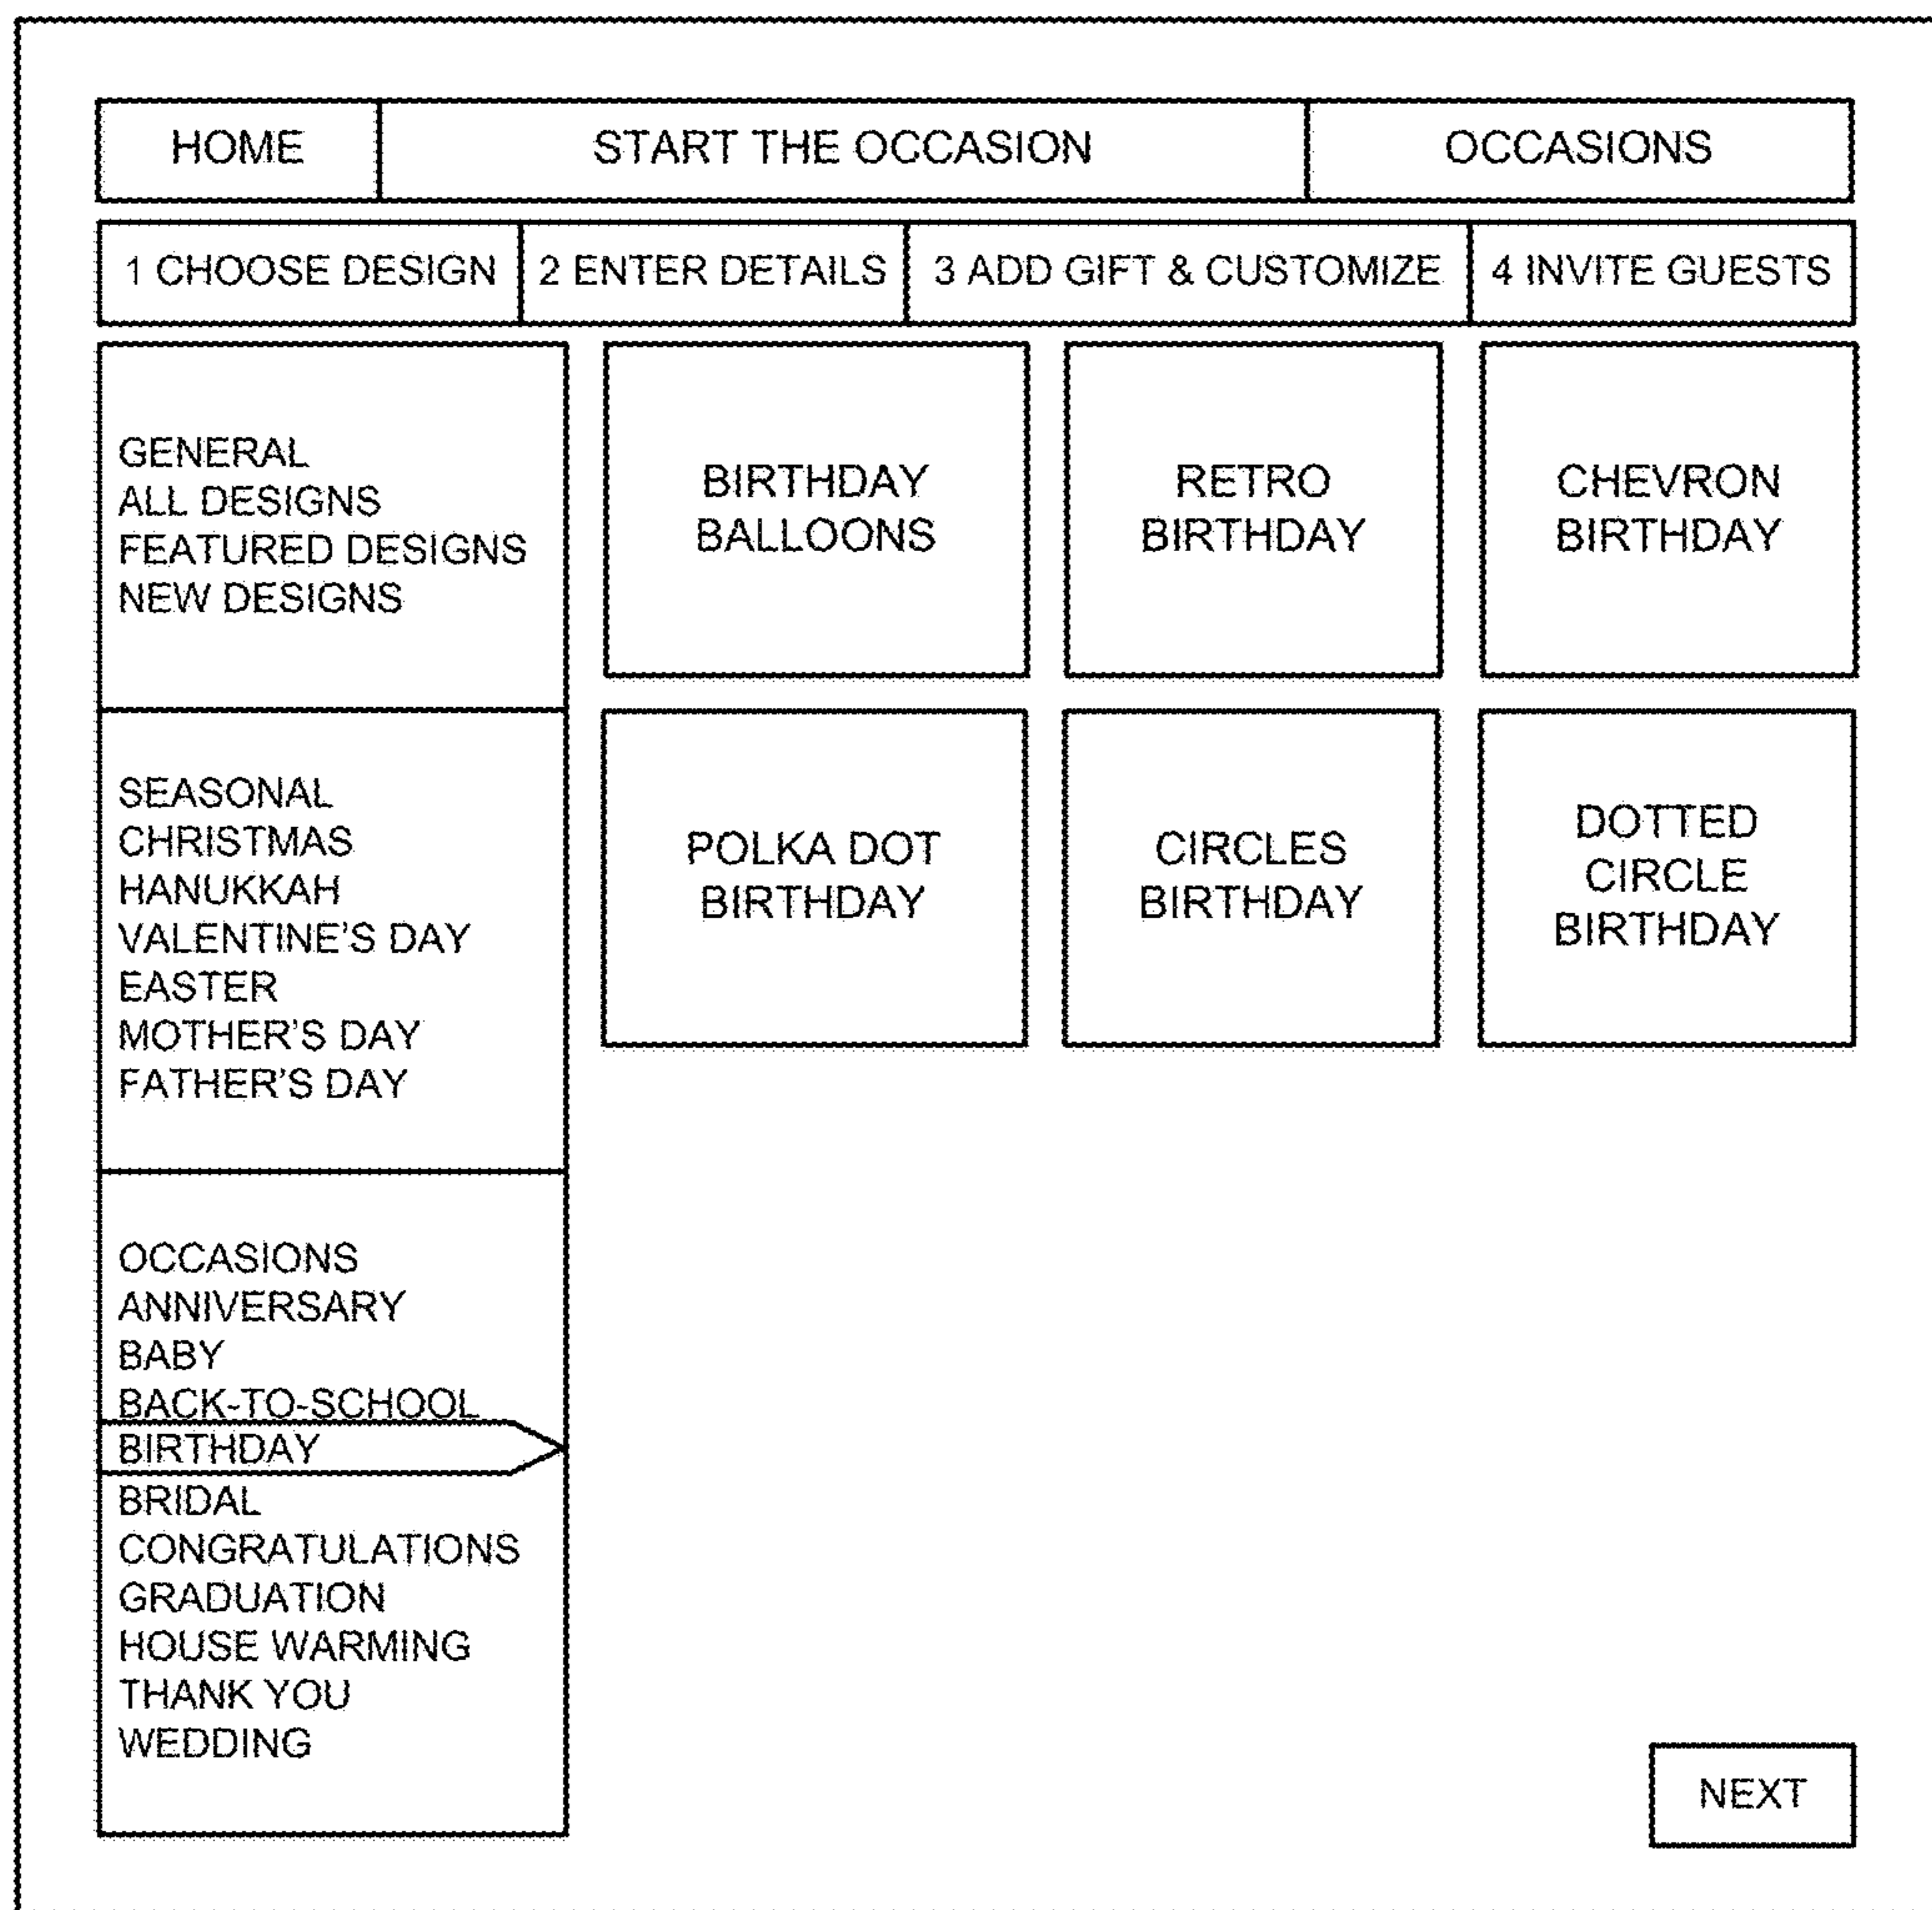 HOME
START THE OCCASION
OCCASIONS
1 CHOOSE DESIGN
2 ENTER DETAILS
3 ADD GIFT & CUSTOMIZE
4 INVITE GUESTS
GENERAL
ALL DESIGNS
FEATURED DESIGNS
NEW DESIGNS
SEASONAL
CHRISTMAS
HANUKKAH
VALENTINE'S DAY
EASTER
MOTHER'S DAY
FATHER'S DAY
OCCASIONS
ANNIVERSARY
BABY
BACK-TO-SCHOOL
BIRTHDAY
BRIDAL
CONGRATULATIONS
GRADUATION
HOUSE WARMING
THANK YOU
WEDDING
BIRTHDAY
BALLOONS
RETRO
BIRTHDAY
CHEVRON
BIRTHDAY
POLKA DOT
BIRTHDAY
CIRCLES
BIRTHDAY
DOTTED
CIRCLE
BIRTHDAY
NEXT